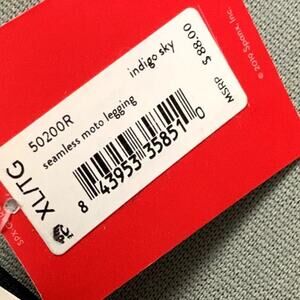 XL/TG
50200R
seamless moto legging
indigo sky
MSRP $ 88.00
8 43953 35851 0
© 2016 Spanx, Inc.